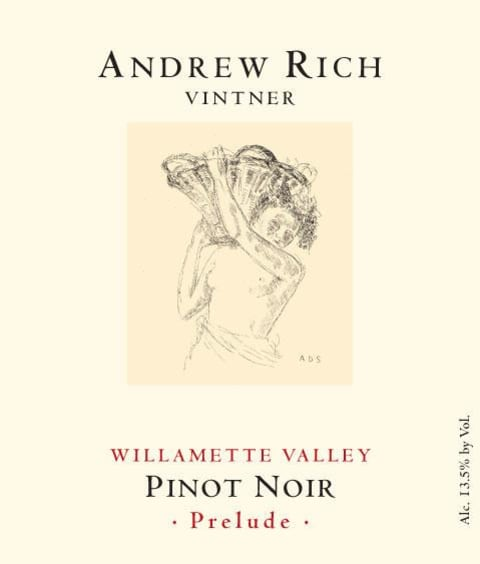 ANDREW RICH
VINTNER
ADS
WILLAMETTE VALLEY
PINOT NOIR
· Prelude ·
Alc. 13.5% by Vol.